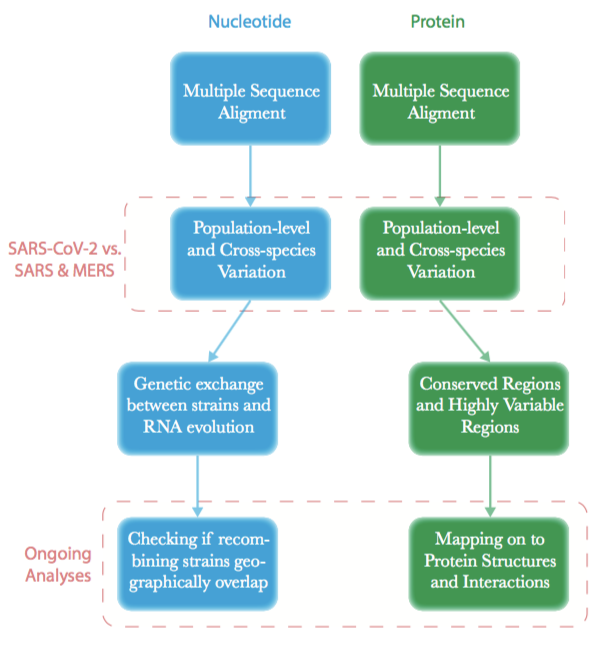 Nucleotide
Protein
Multiple Sequence
Aligment
Multiple Sequence
Aligment
SARS-CoV-2 vs.
SARS & MERS
Population-level
and Cross-species
Variation
Population-level
and Cross-species
Variation
Genetic exchange
between strains and
RNA evolution
Conserved Regions
and Highly Variable
Regions
Ongoing
Analyses
Checking if recom-
bining strains geo-
graphically overlap
Mapping on to
Protein Structures
and Interactions